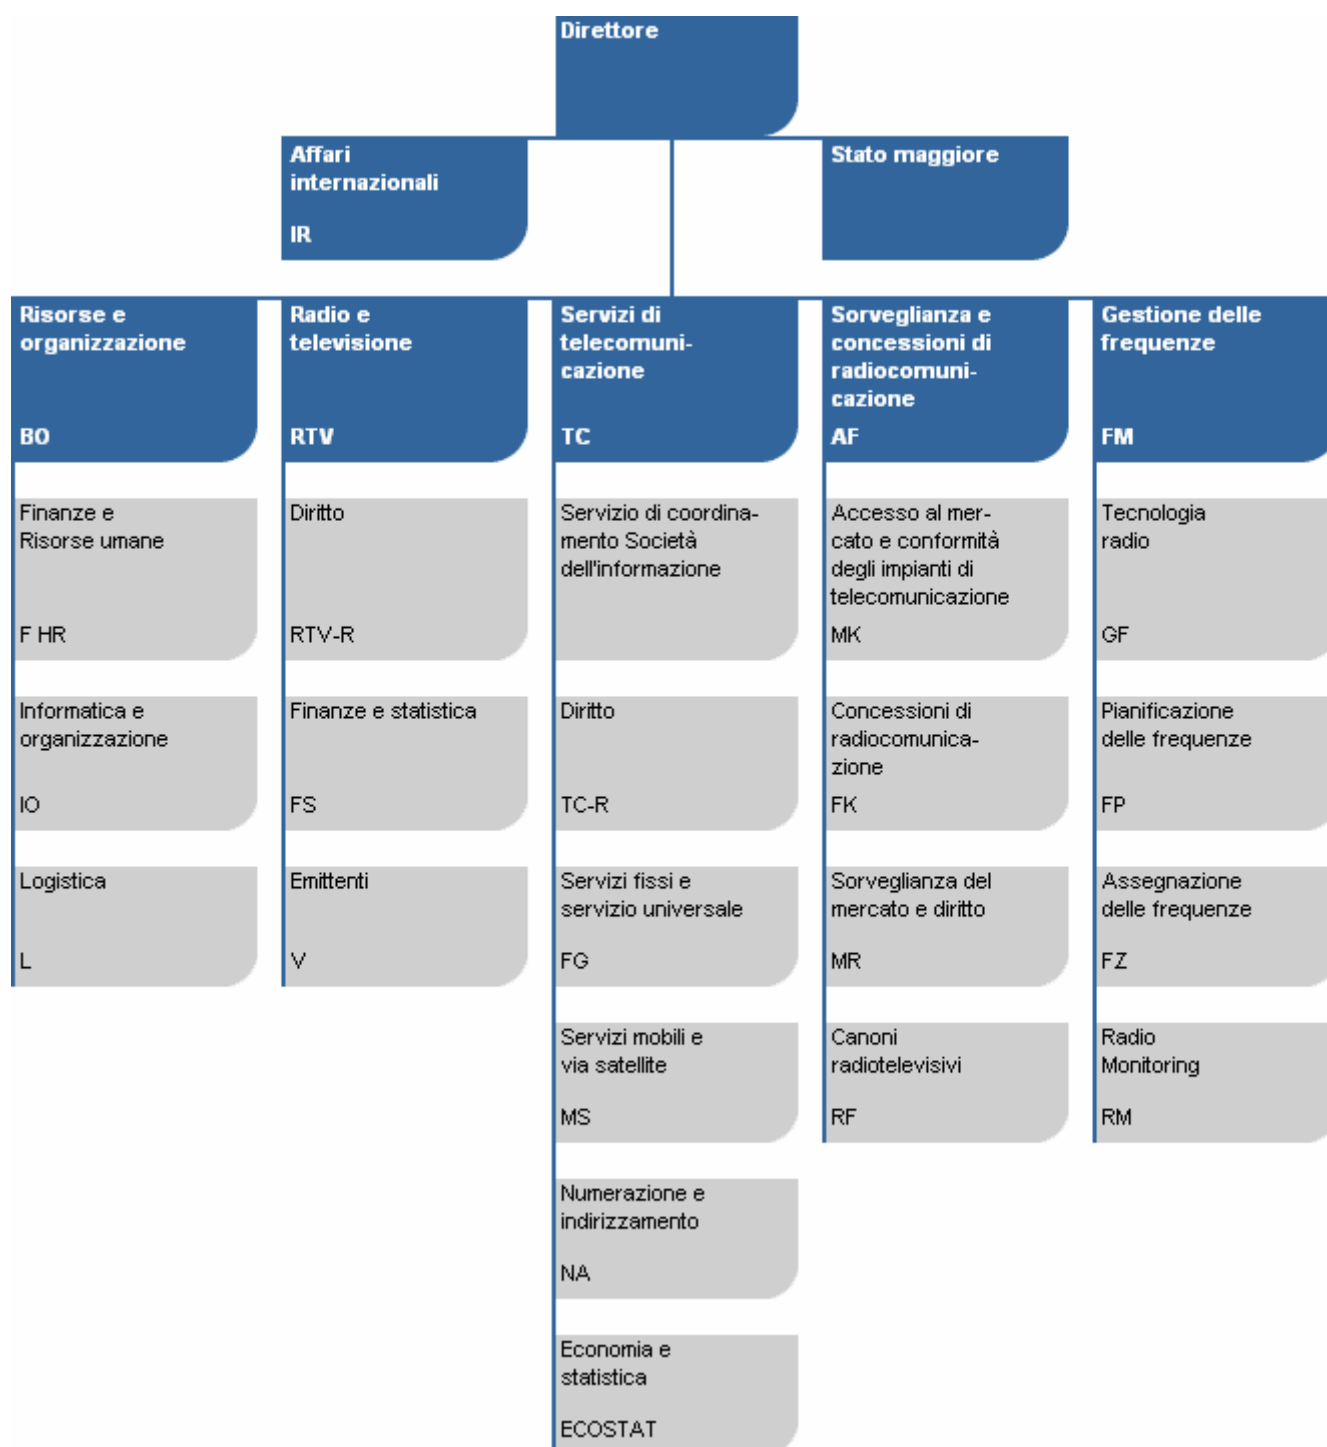 Direttore
Affari
internazionali
IR
Stato maggiore
Risorse e
organizzazione
BO
Radio e
televisione
RTV
Servizi di
telecomuni-
cazione
TC
Sorveglianza e
concessioni di
radiocomuni-
cazione
AF
Gestione delle
frequenze
FM
Finanze e
Risorse umane
F HR
Informatica e
organizzazione
IO
Logistica
L
Diritto
RTV-R
Finanze e statistica
FS
Emittenti
V
Servizio di coordina-
mento Società
dell'informazione
Diritto
TC-R
Servizi fissi e
servizio universale
FG
Servizi mobili e
via satellite
MS
Numerazione e
indirizzamento
NA
Economia e
statistica
ECOSTAT
Accesso al mer-
cato e conformità
degli impianti di
telecomunicazione
MK
Concessioni di
radiocomunica-
zione
FK
Sorveglianza del
mercato e diritto
MR
Canoni
radiotelevisivi
RF
Tecnologia
radio
GF
Pianificazione
delle frequenze
FP
Assegnazione
delle frequenze
FZ
Radio
Monitoring
RM